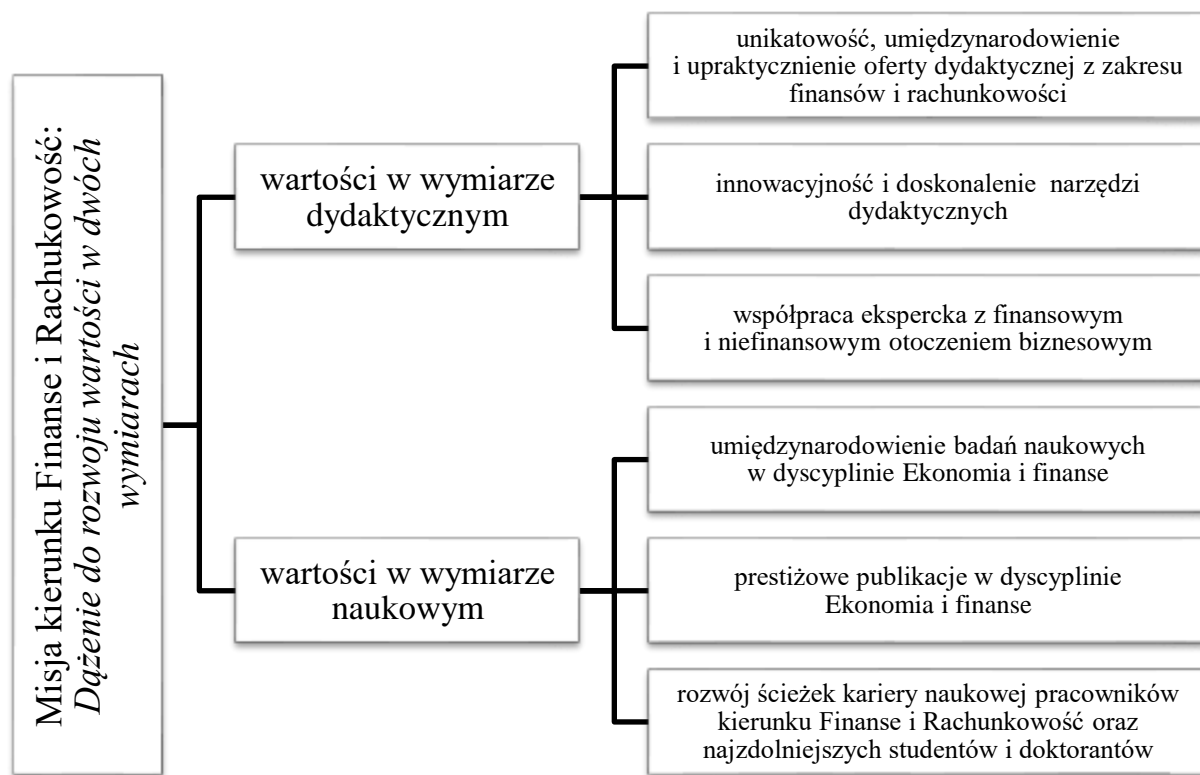 Misja kierunku Finanse i Rachukowość:
Dążenie do rozwoju wartości w dwóch
wymiarach
wartości w wymiarze
dydaktycznym
unikatowość, umiędzynarodowienie
i upraktycznienie oferty dydaktycznej z zakresu
finansów i rachunkowości
innowacyjność i doskonalenie narzędzi
dydaktycznych
współpraca ekspercka z finansowym
i niefinansowym otoczeniem biznesowym
wartości w wymiarze
naukowym
umiędzynarodowienie badań naukowych
w dyscyplinie Ekonomia i finanse
prestiżowe publikacje w dyscyplinie
Ekonomia i finanse
rozwój ścieżek kariery naukowej pracowników
kierunku Finanse i Rachunkowość oraz
najzdolniejszych studentów i doktorantów